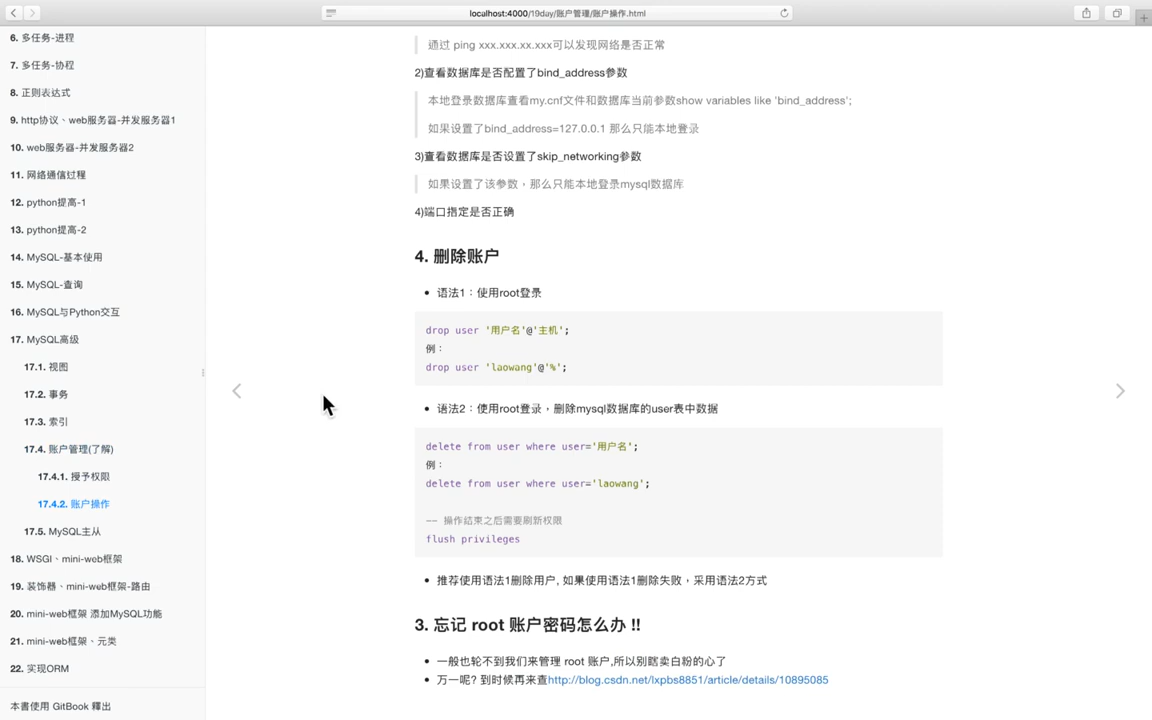 localhost:4000/19day/账户管理/账户操作.html
6. 多任务-进程
7. 多任务-协程
8. 正则表达式
9. http协议、web服务器-并发服务器1
10. web服务器-并发服务器2
11. 网络通信过程
12. python提高-1
13. python提高-2
14. MySQL-基本使用
15. MySQL-查询
16. MySQL与Python交互
17. MySQL高级
17.1. 视图
17.2. 事务
17.3. 索引
17.4. 账户管理(了解)
17.4.1. 授予权限
17.4.2. 账户操作
17.5. MySQL主从
18. WSGI、mini-web框架
19. 装饰器、mini-web框架-路由
20. mini-web框架 添加MySQL功能
21. mini-web框架、元类
22. 实现ORM
本書使用 GitBook 釋出
通过 ping xxx.xxx.xx.xxx可以发现网络是否正常
2)查看数据库是否配置了bind_address参数
本地登录数据库查看my.cnf文件和数据库当前参数show variables like 'bind_address';
如果设置了bind_address=127.0.0.1 那么只能本地登录
3)查看数据库是否设置了skip_networking参数
如果设置了该参数，那么只能本地登录mysql数据库
4)端口指定是否正确
4. 删除账户
• 语法1：使用root登录
drop user '用户名'@'主机';
例：
drop user 'laowang'@'%';
• 语法2：使用root登录，删除mysql数据库的user表中数据
delete from user where user='用户名';
例：
delete from user where user='laowang';
-- 操作结束之后需要刷新权限
flush privileges
• 推荐使用语法1删除用户, 如果使用语法1删除失败，采用语法2方式
3. 忘记 root 账户密码怎么办 !!
• 一般也轮不到我们来管理 root 账户,所以别瞎卖白粉的心了
• 万一呢? 到时候再来查http://blog.csdn.net/lxpbs8851/article/details/10895085